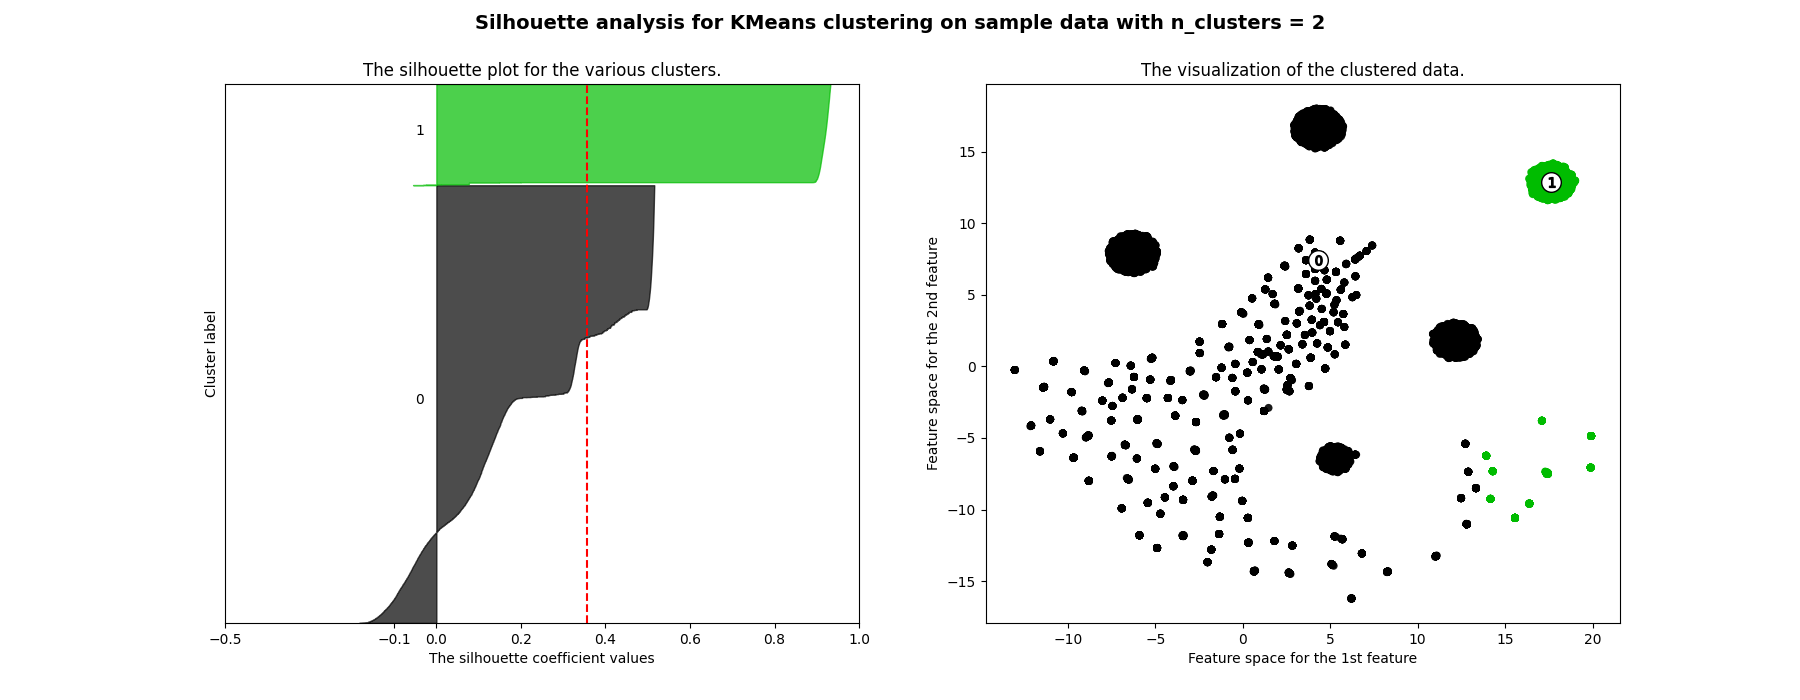 Silhouette analysis for KMeans clustering on sample data with n_clusters = 2
The silhouette plot for the various clusters.
1
0
Cluster label
−0.5 −0.1 0.0 0.2 0.4 0.6 0.8 1.0
The silhouette coefficient values
The visualization of the clustered data.
15
10
5
0
−5
−10
−15
Feature space for the 2nd feature
1
0
−10 −5 0 5 10 15 20
Feature space for the 1st feature